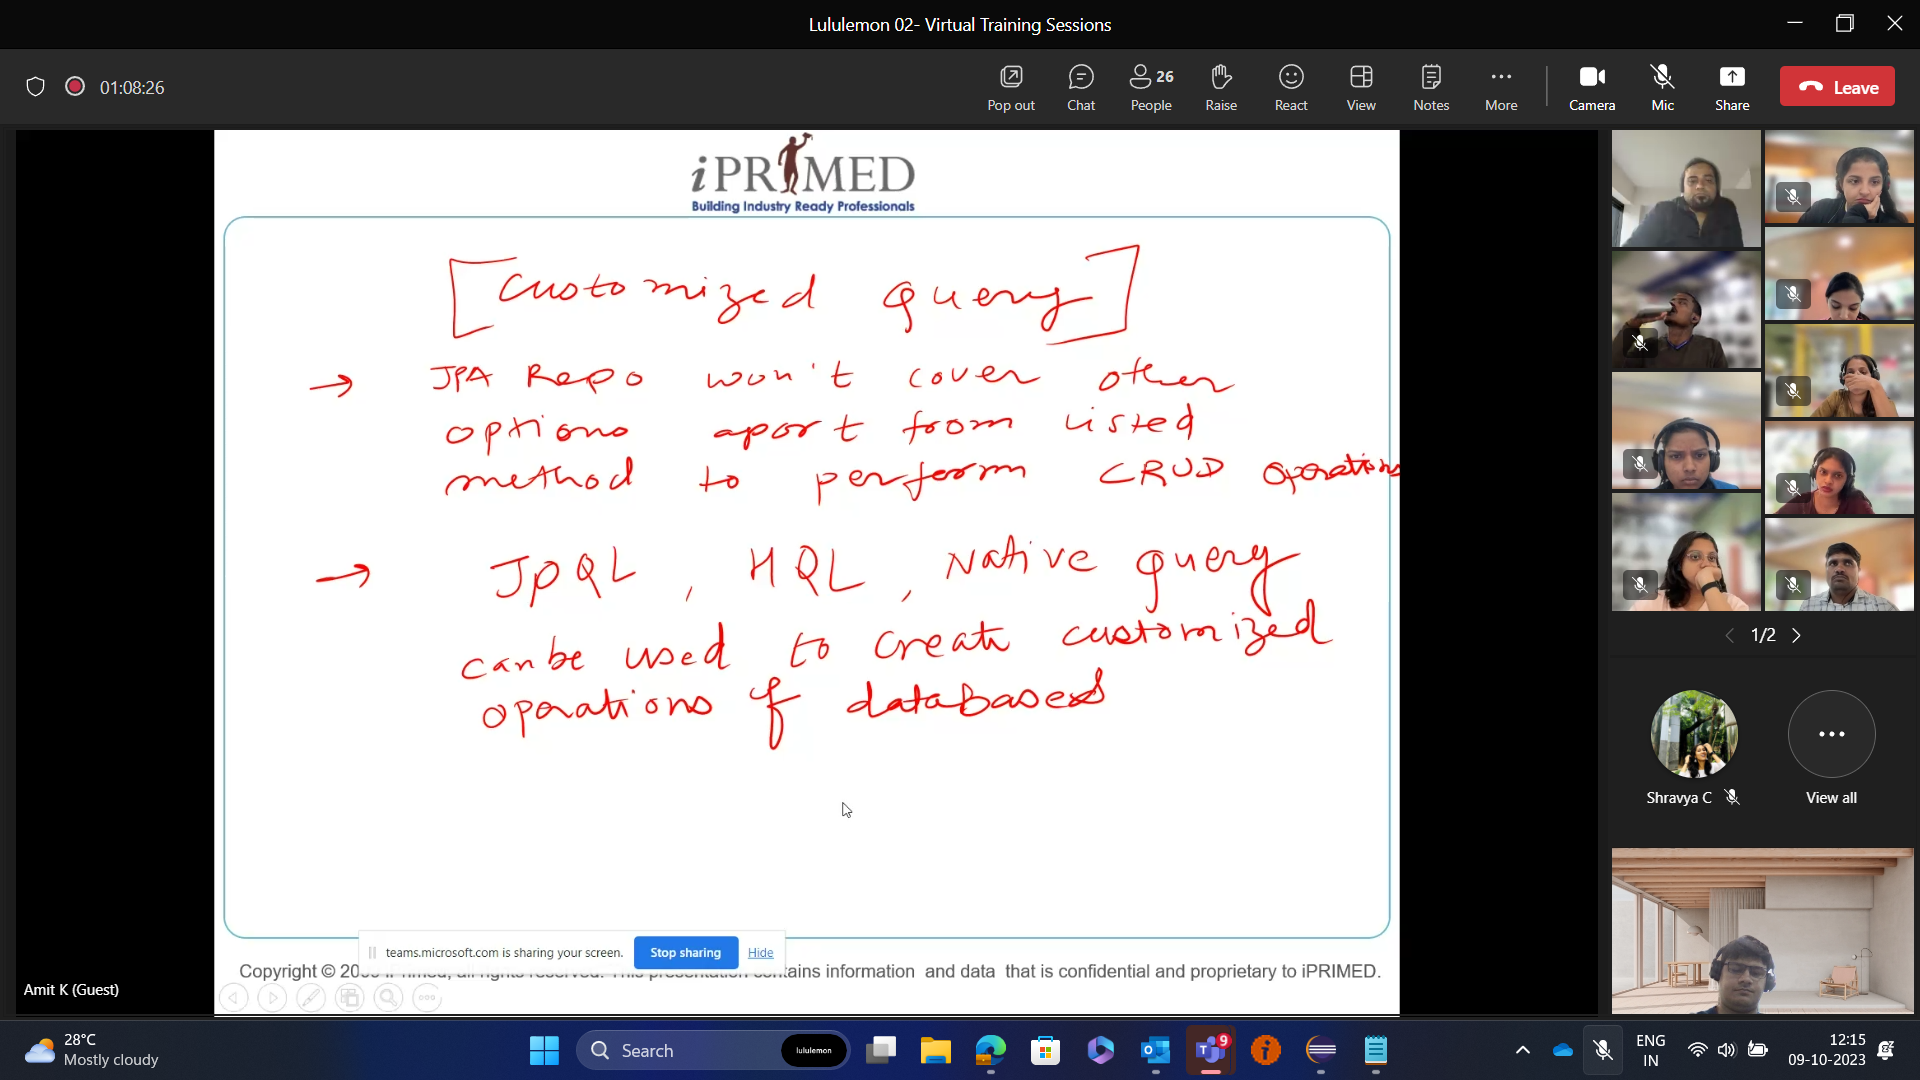 Lululemon 02- Virtual Training Sessions
01:08:26
Pop out
Chat
26
People
Raise
React
View
Notes
More
Camera
Mic
Share
Leave
iPRIMED
Building Industry Ready Professionals
[Customized query]
→ JPA Repo won't cover other
options apart from listed
method to perform CRUD operations
→ JPQL, HQL, Native query
can be used to create customized
operations of databases
teams.microsoft.com is sharing your screen.
Stop sharing
Hide
Copyright © 20
ains information and data that is confidential and proprietary to iPRIMED.
Amit K (Guest)
1/2
Shravya C
View all
28°C
Mostly cloudy
Search
lululemon
9
ENG
IN
12:15
09-10-2023